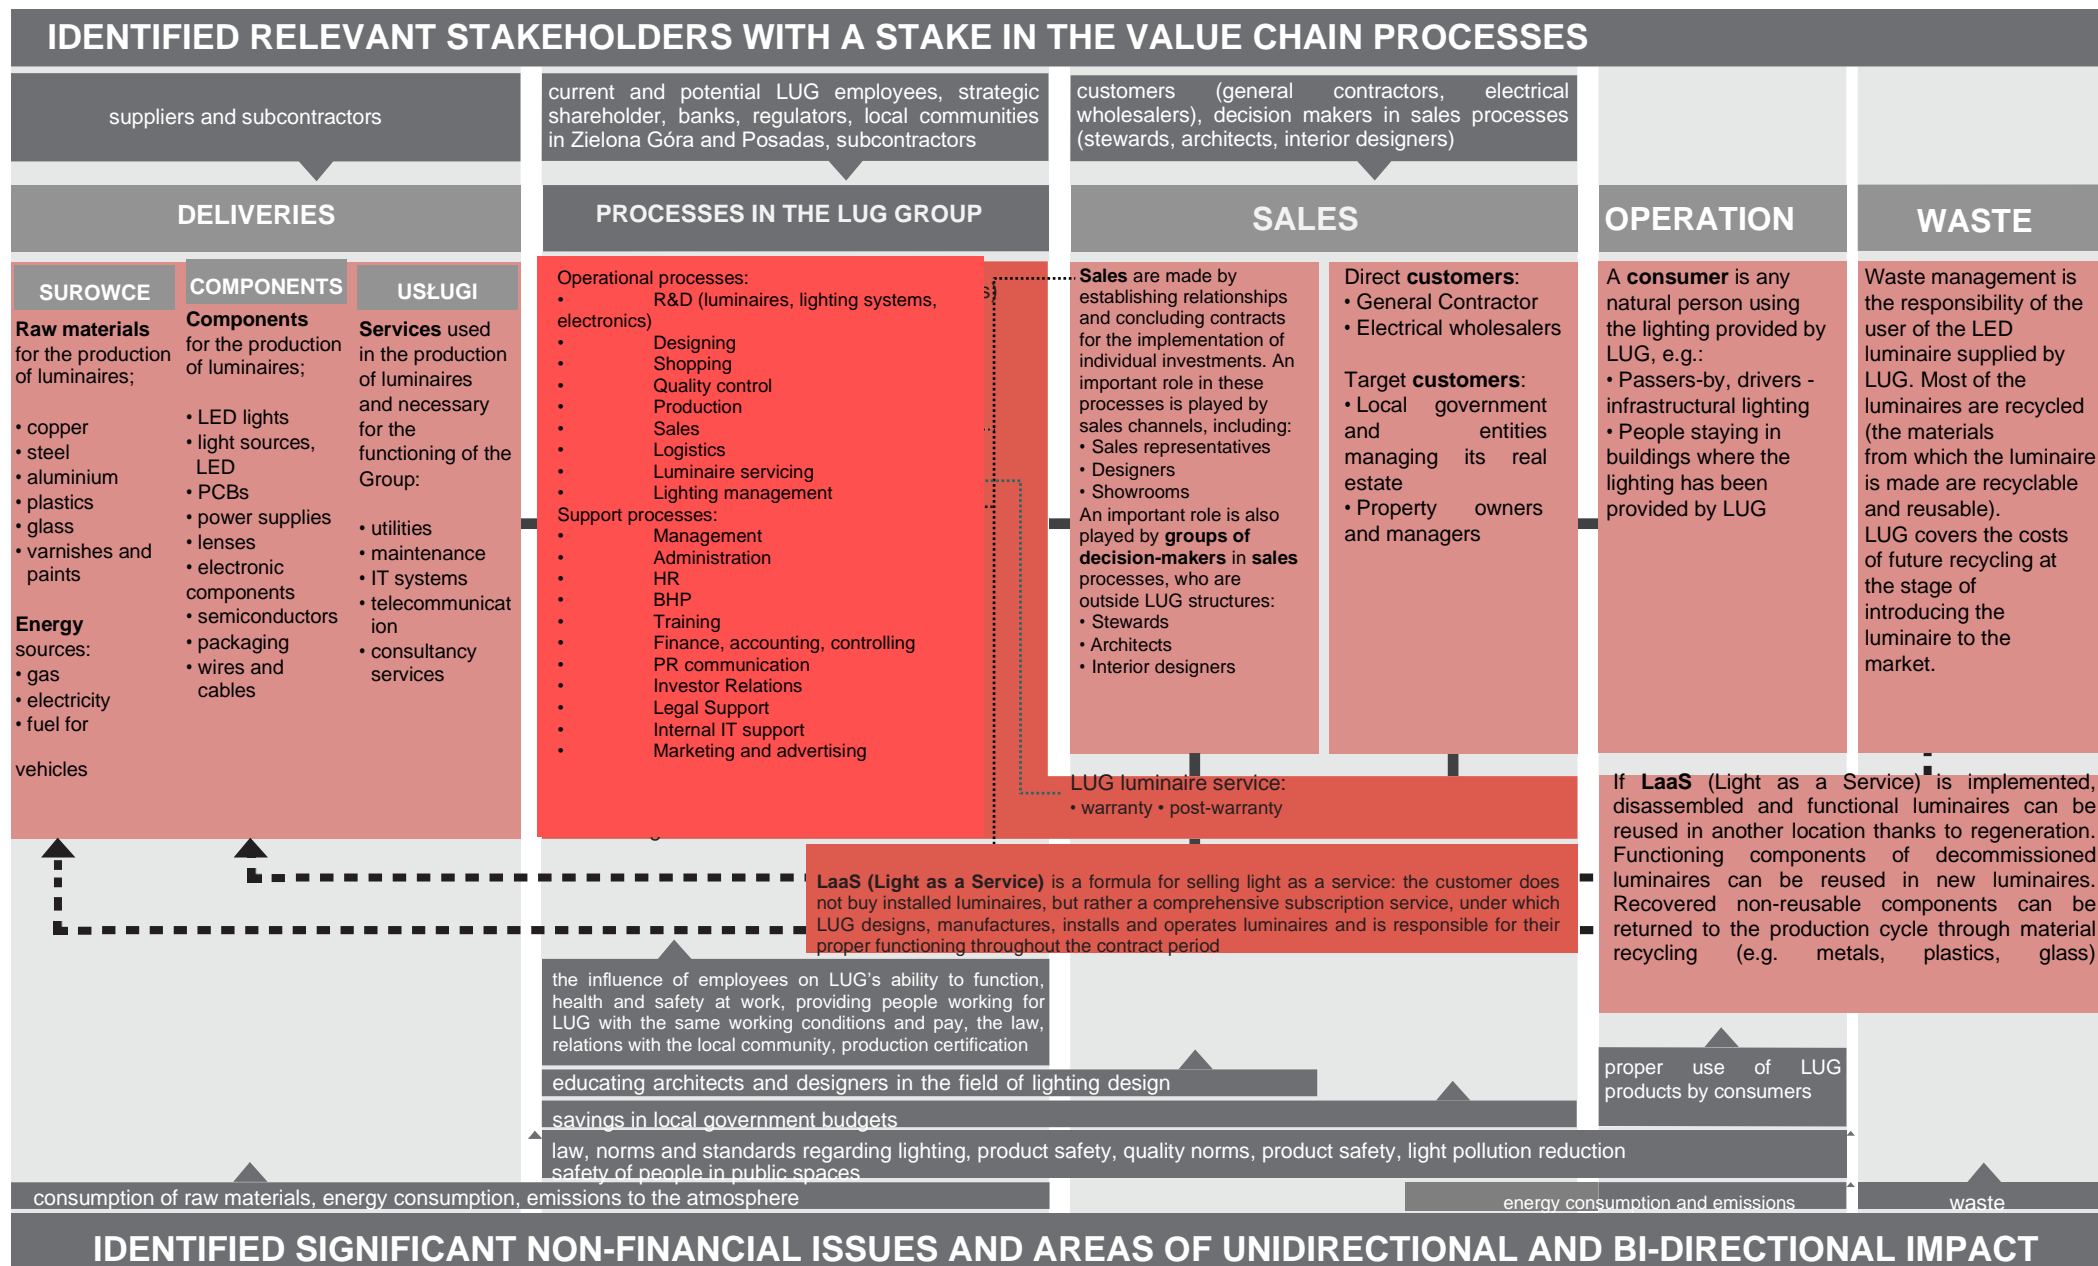 IDENTIFIED RELEVANT STAKEHOLDERS WITH A STAKE IN THE VALUE CHAIN PROCESSES
suppliers and subcontractors
current and potential LUG employees, strategic
shareholder, banks, regulators, local communities
in Zielona Góra and Posadas, subcontractors
customers (general contractors, electrical
wholesalers), decision makers in sales processes
(stewards, architects, interior designers)
DELIVERIES
PROCESSES IN THE LUG GROUP
SALES
OPERATION
WASTE
SUROWCE
Raw materials
for the production
of luminaires;
• copper
• steel
• aluminium
• plastics
• glass
• varnishes and
paints
Energy
sources:
• gas
• electricity
• fuel for
vehicles
COMPONENTS
Components
for the production
of luminaires;
• LED lights
• light sources,
LED
• PCBs
• power supplies
• lenses
• electronic
components
• semiconductors
• packaging
• wires and
cables
USŁUGI
Services used
in the production
of luminaires
and necessary
for the
functioning of the
Group:
• utilities
• maintenance
• IT systems
• telecommunicat
ion
• consultancy
services
Operational processes:
• R&D (luminaires, lighting systems,
electronics)
• Designing
• Shopping
• Quality control
• Production
• Sales
• Logistics
• Luminaire servicing
• Lighting management
Support processes:
• Management
• Administration
• HR
• BHP
• Training
• Finance, accounting, controlling
• PR communication
• Investor Relations
• Legal Support
• Internal IT support
• Marketing and advertising
Sales are made by
establishing relationships
and concluding contracts
for the implementation of
individual investments. An
important role in these
processes is played by
sales channels, including:
• Sales representatives
• Designers
• Showrooms
An important role is also
played by groups of
decision-makers in sales
processes, who are
outside LUG structures:
• Stewards
• Architects
• Interior designers
Direct customers:
• General Contractor
• Electrical wholesalers
Target customers:
• Local government
and entities
managing its real
estate
• Property owners
and managers
A consumer is any
natural person using
the lighting provided by
LUG, e.g.:
• Passers-by, drivers -
infrastructural lighting
• People staying in
buildings where the
lighting has been
provided by LUG
Waste management is
the responsibility of the
user of the LED
luminaire supplied by
LUG. Most of the
luminaires are recycled
(the materials
from which the luminaire
is made are recyclable
and reusable).
LUG covers the costs
of future recycling at
the stage of
introducing the
luminaire to the
market.
LUG luminaire service:
• warranty • post-warranty
If LaaS (Light as a Service) is implemented,
disassembled and functional luminaires can be
reused in another location thanks to regeneration.
Functioning components of decommissioned
luminaires can be reused in new luminaires.
Recovered non-reusable components can be
returned to the production cycle through material
recycling (e.g. metals, plastics, glass)
LaaS (Light as a Service) is a formula for selling light as a service: the customer does
not buy installed luminaires, but rather a comprehensive subscription service, under which
LUG designs, manufactures, installs and operates luminaires and is responsible for their
proper functioning throughout the contract period
the influence of employees on LUG's ability to function,
health and safety at work, providing people working for
LUG with the same working conditions and pay, the law,
relations with the local community, production certification
educating architects and designers in the field of lighting design
savings in local government budgets
proper use of LUG
products by consumers
law, norms and standards regarding lighting, product safety, quality norms, product safety, light pollution reduction
safety of people in public spaces
consumption of raw materials, energy consumption, emissions to the atmosphere
energy consumption and emissions
waste
IDENTIFIED SIGNIFICANT NON-FINANCIAL ISSUES AND AREAS OF UNIDIRECTIONAL AND BI-DIRECTIONAL IMPACT